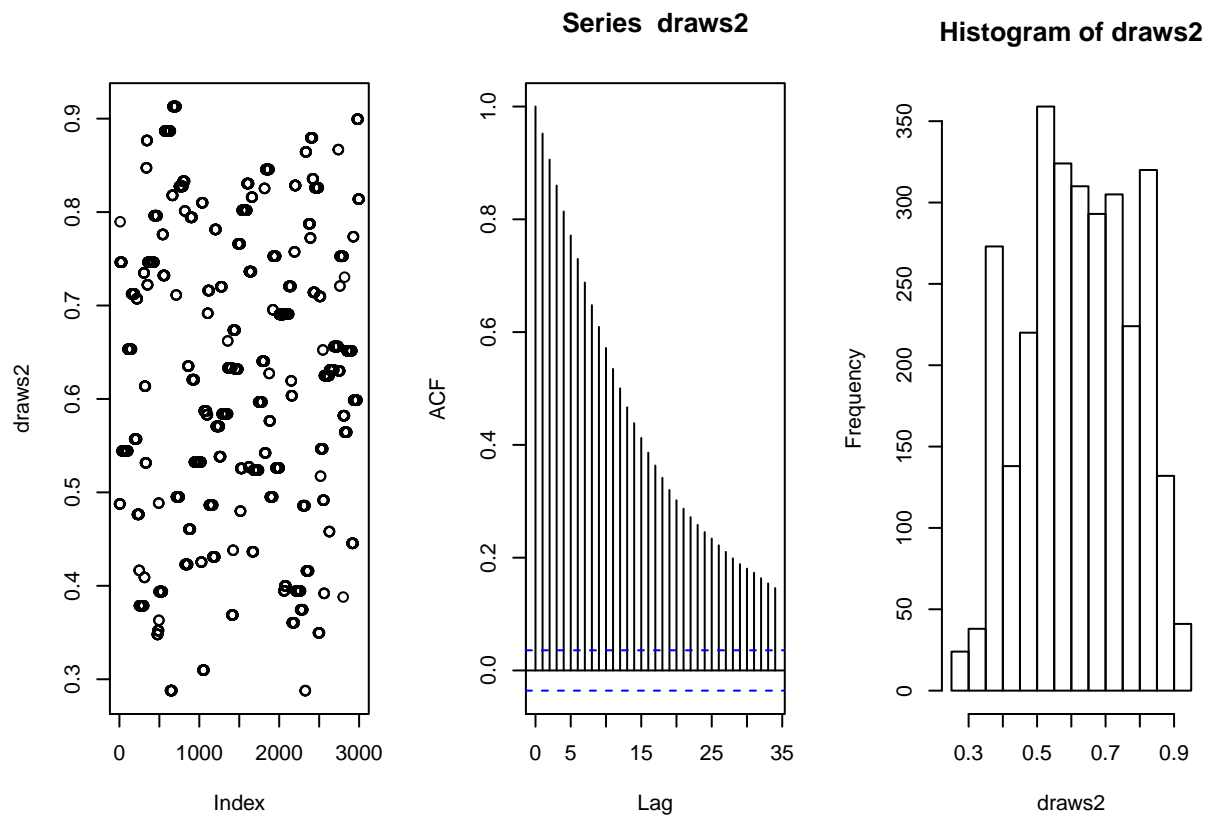 Series draws2
Histogram of draws2
draws2
0.3 0.4 0.5 0.6 0.7 0.8 0.9
0 1000 2000 3000
Index
ACF
0.0 0.2 0.4 0.6 0.8 1.0
0 5 15 25 35
Lag
Frequency
0 50 100 150 200 250 300 350
0.3 0.5 0.7 0.9
draws2